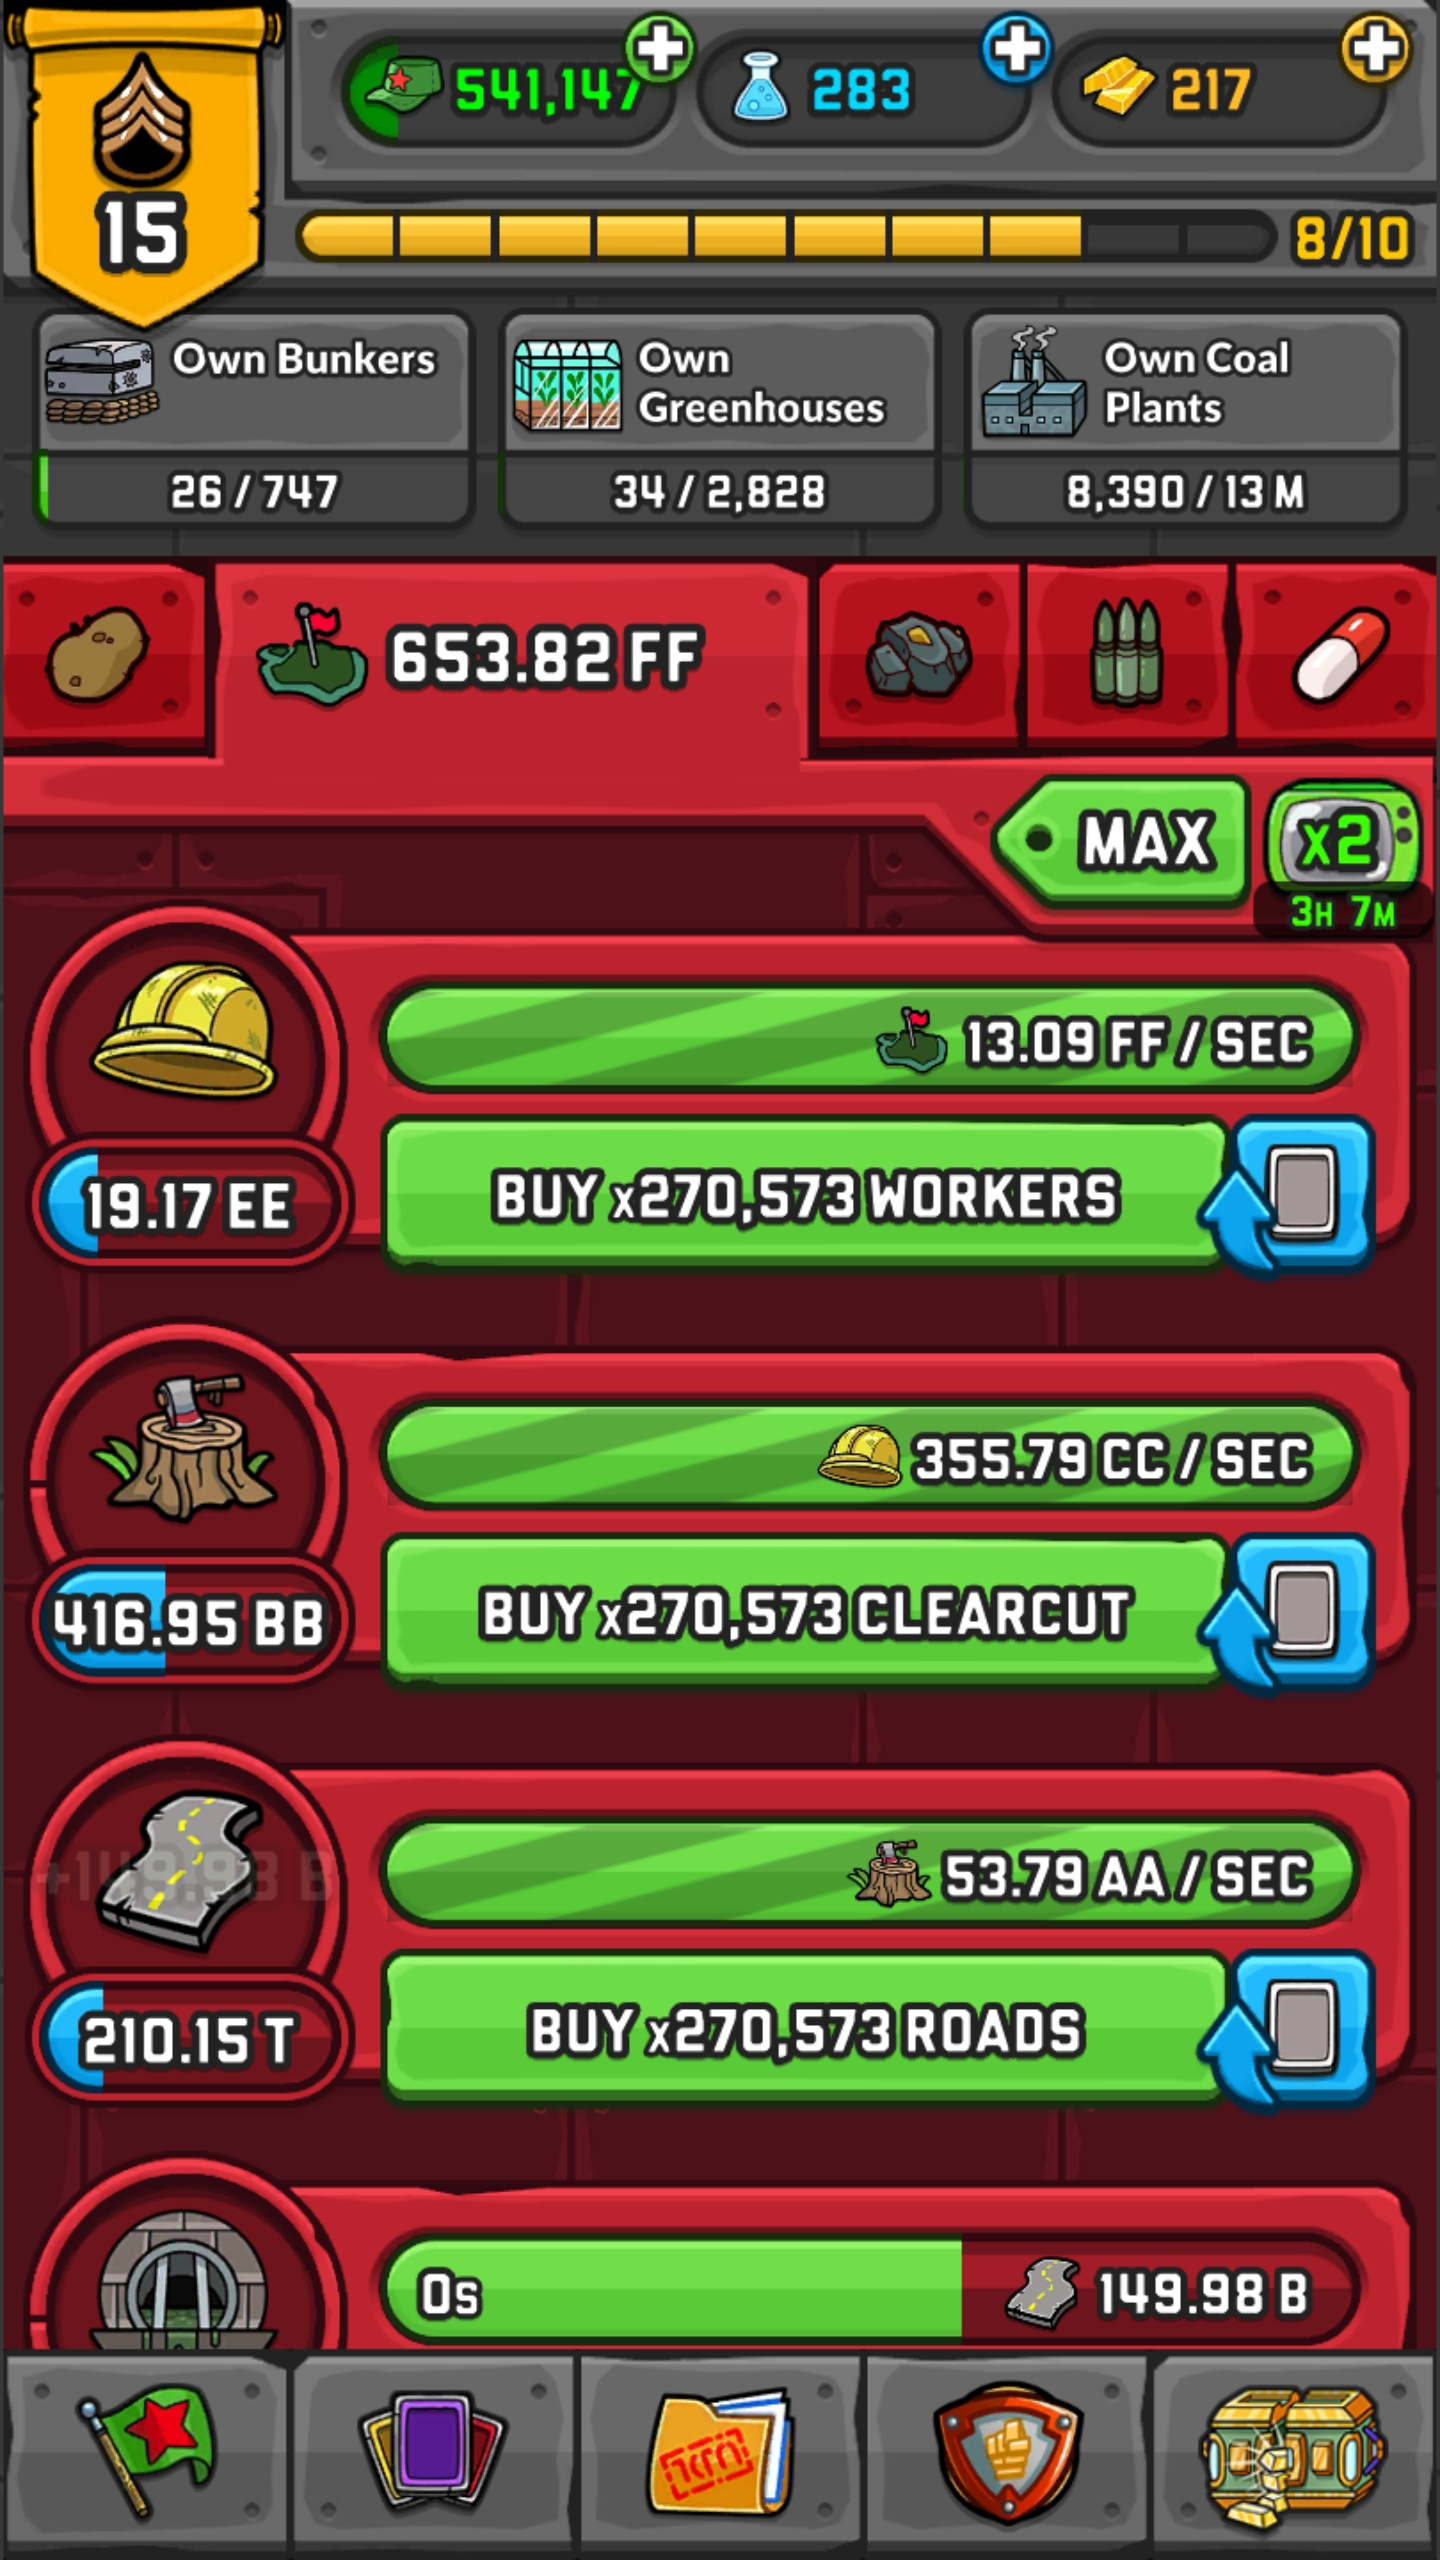 541,147
283
217
15
8/10
Own Bunkers
26 / 747
Own
Greenhouses
34 / 2,828
Own Coal
Plants
8,390 / 13 M
653.82 FF
MAX
x2
3H 7M
13.09 FF / SEC
19.17 EE
BUY x270,573 WORKERS
355.79 CC / SEC
416.95 BB
BUY x270,573 CLEARCUT
53.79 AA / SEC
210.15 T
BUY x270,573 ROADS
0s
149.98 B